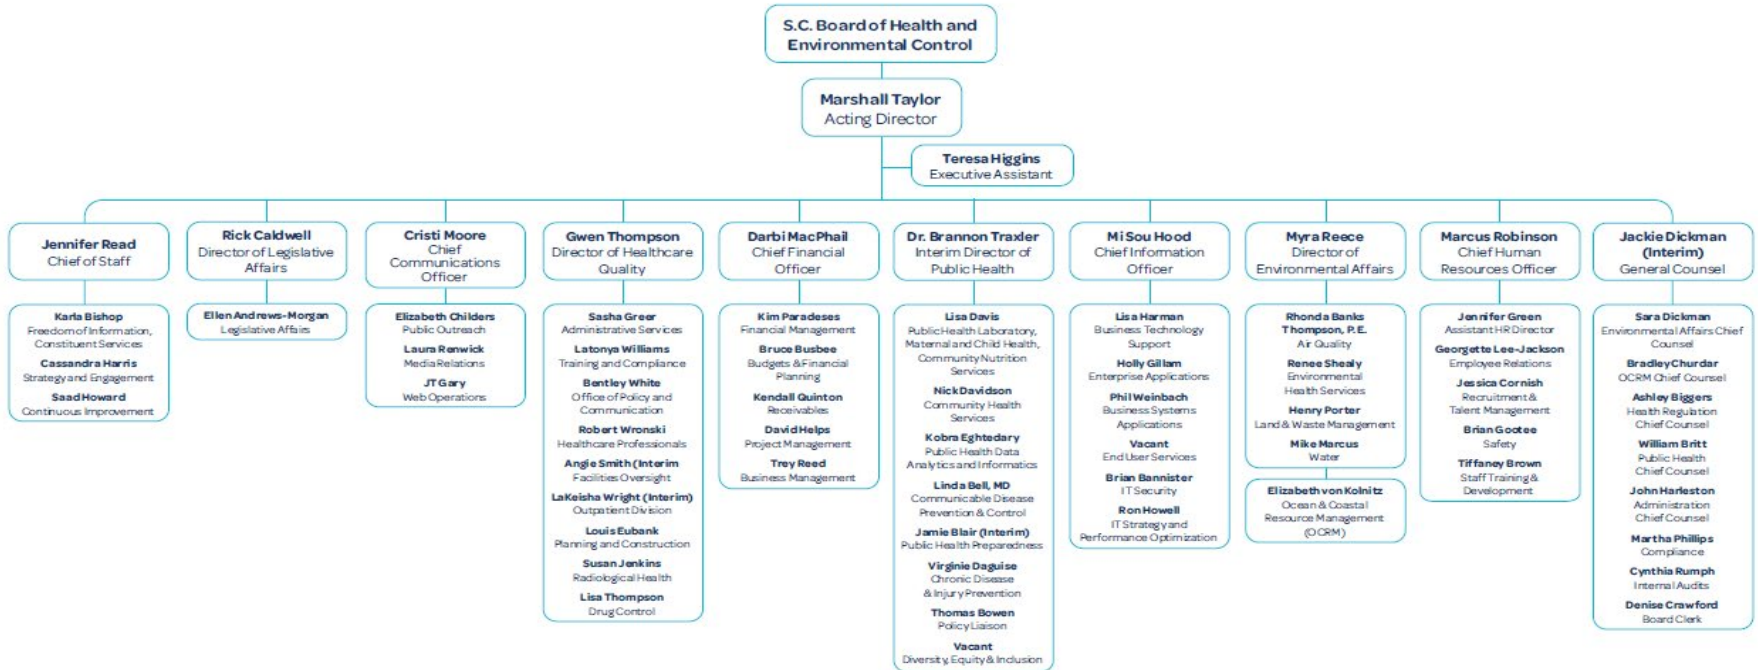 S.C. Board of Health and
Environmental Control
Marshall Taylor
Acting Director
Teresa Higgins
Executive Assistant
Jennifer Read
Chief of Staff
Karla Bishop
Freedom of Information,
Constituent Services
Cassandra Harris
Strategy and Engagement
Saad Howard
Continuous Improvement
Rick Caldwell
Director of Legislative
Affairs
Ellen Andrews-Morgan
Legislative Affairs
Cristi Moore
Chief
Communications
Officer
Elizabeth Childers
Public Outreach
Laura Renwick
Media Relations
JT Gary
Web Operations
Gwen Thompson
Director of Healthcare
Quality
Sasha Greer
Administrative Services
Latonya Williams
Training and Compliance
Bentley White
Office of Policy and
Communication
Robert Wronski
Healthcare Professionals
Angie Smith (Interim
Facilities Oversight
LaKeisha Wright (Interim)
Outpatient Division
Louis Eubank
Planning and Construction
Susan Jenkins
Radiological Health
Lisa Thompson
Drug Control
Darbi MacPhail
Chief Financial
Officer
Kim Paradeses
Financial Management
Bruce Busbee
Budgets & Financial
Planning
Kendall Quinton
Receivables
David Helps
Project Management
Trey Reed
Business Management
Dr. Brannon Traxler
Interim Director of
Public Health
Lisa Davis
Public Health Laboratory,
Maternal and Child Health,
Community Nutrition
Services
Nick Davidson
Community Health
Services
Kobra Eghtedary
Public Health Data
Analytics and Informatics
Linda Bell, MD
Communicable Disease
Prevention & Control
Jamie Blair (Interim)
Public Health Preparedness
Virginie Daguise
Chronic Disease
& Injury Prevention
Thomas Bowen
Policy Liaison
Vacant
Diversity, Equity & Inclusion
Mi Sou Hood
Chief Information
Officer
Lisa Harman
Business Technology
Support
Holly Gillam
Enterprise Applications
Phil Weinbach
Business Systems
Applications
Vacant
End User Services
Brian Bannister
IT Security
Ron Howell
IT Strategy and
Performance Optimization
Myra Reece
Director of
Environmental Affairs
Rhonda Banks
Thompson, P.E.
Air Quality
Renee Shealy
Environmental
Health Services
Henry Porter
Land & Waste Management
Mike Marcus
Water
Elizabeth von Kolnitz
Ocean & Coastal
Resource Management
(OCRM)
Marcus Robinson
Chief Human
Resources Officer
Jennifer Green
Assistant HR Director
Georgette Lee-Jackson
Employee Relations
Jessica Cornish
Recruitment &
Talent Management
Brian Gootee
Safety
Tiffaney Brown
Staff Training &
Development
Jackie Dickman
(Interim)
General Counsel
Sara Dickman
Environmental Affairs Chief
Counsel
Bradley Churdar
OCRM Chief Counsel
Ashley Biggers
Health Regulation
Chief Counsel
William Britt
Public Health
Chief Counsel
John Harleston
Administration
Chief Counsel
Martha Phillips
Compliance
Cynthia Rumph
Internal Audits
Denise Crawford
Board Clerk